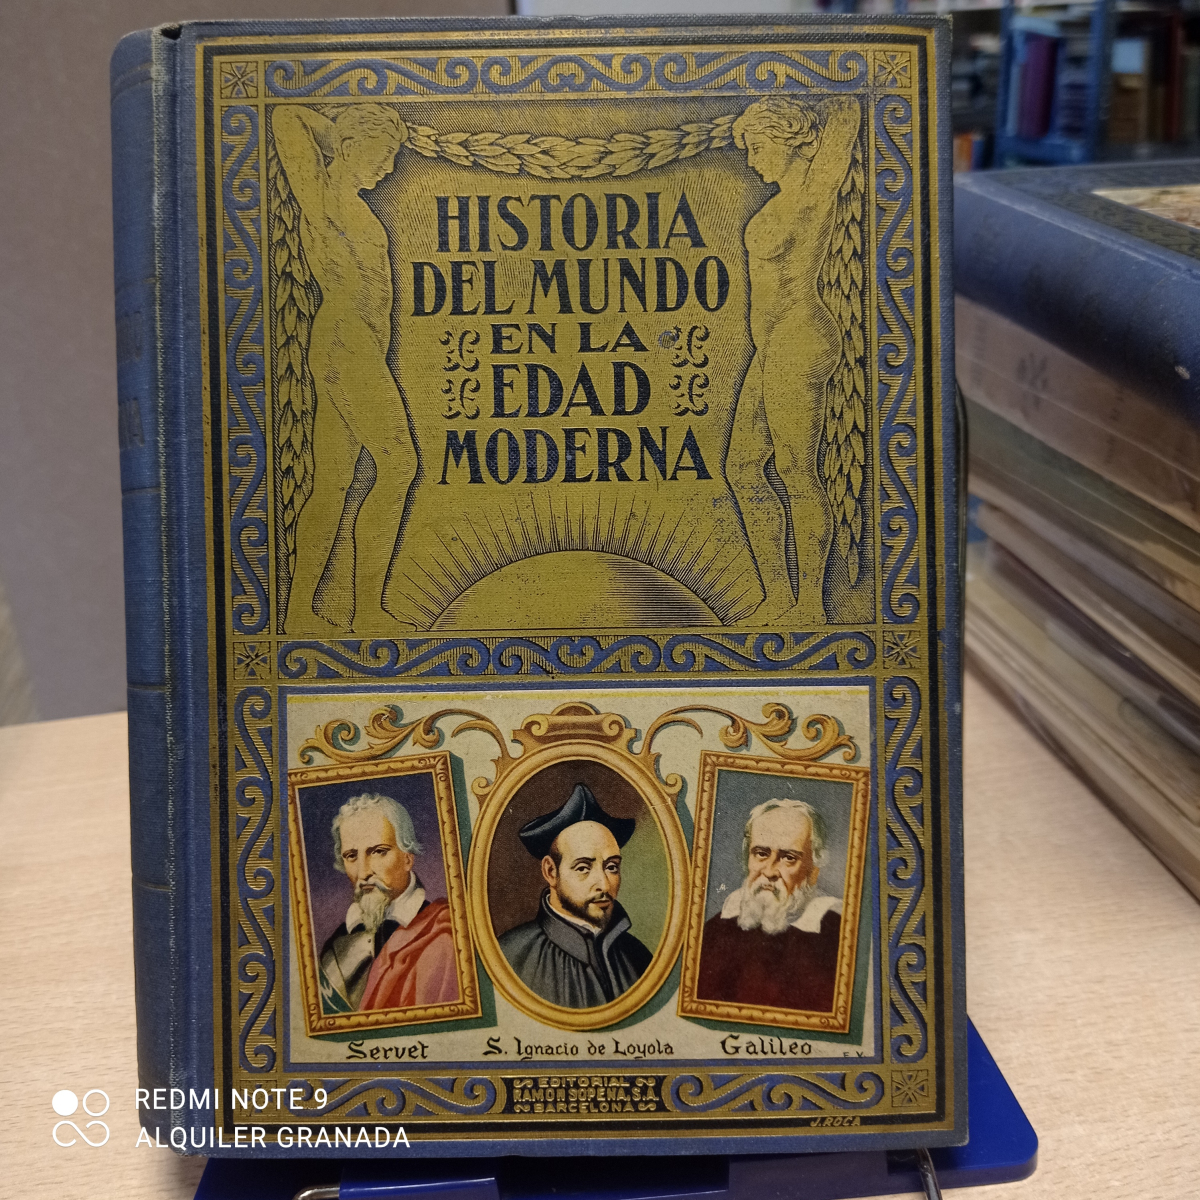 HISTORIA
DEL MUNDO
EN LA
EDAD
MODERNA
Servet
S. Ignacio de Loyola
Galileo
E.V.
EDITORIAL
RAMON SOPENA, S.A.
BARCELONA
J. ROCA
REDMI NOTE 9
ALQUILER GRANADA